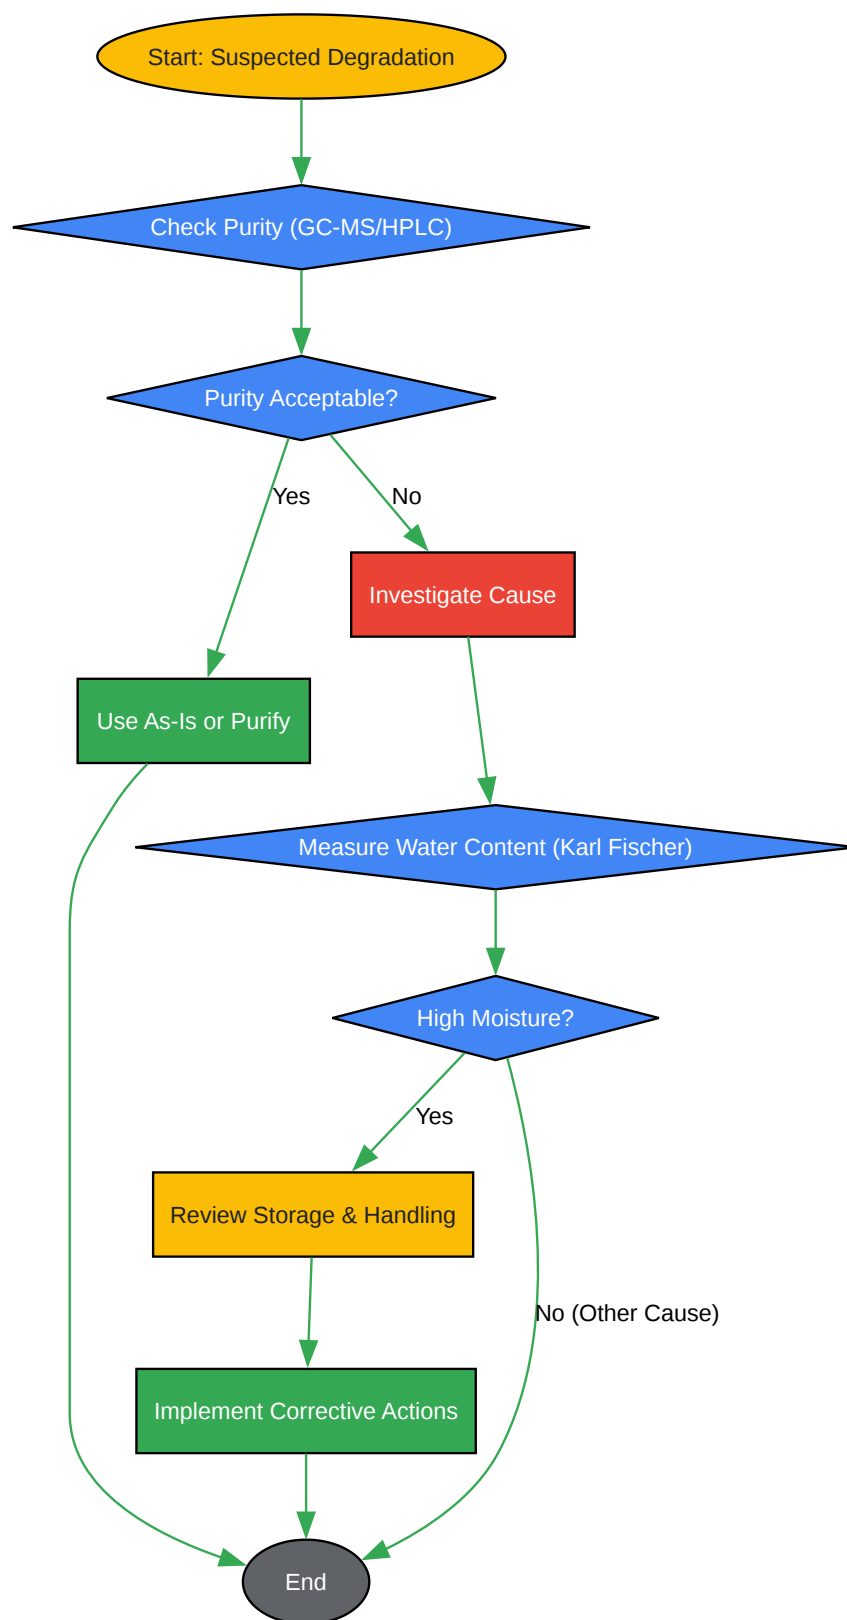 Start: Suspected Degradation
Check Purity (GC-MS/HPLC)
Purity Acceptable?
Yes
No
Investigate Cause
Use As-Is or Purify
Measure Water Content (Karl Fischer)
High Moisture?
Yes
Review Storage & Handling
No (Other Cause)
Implement Corrective Actions
End